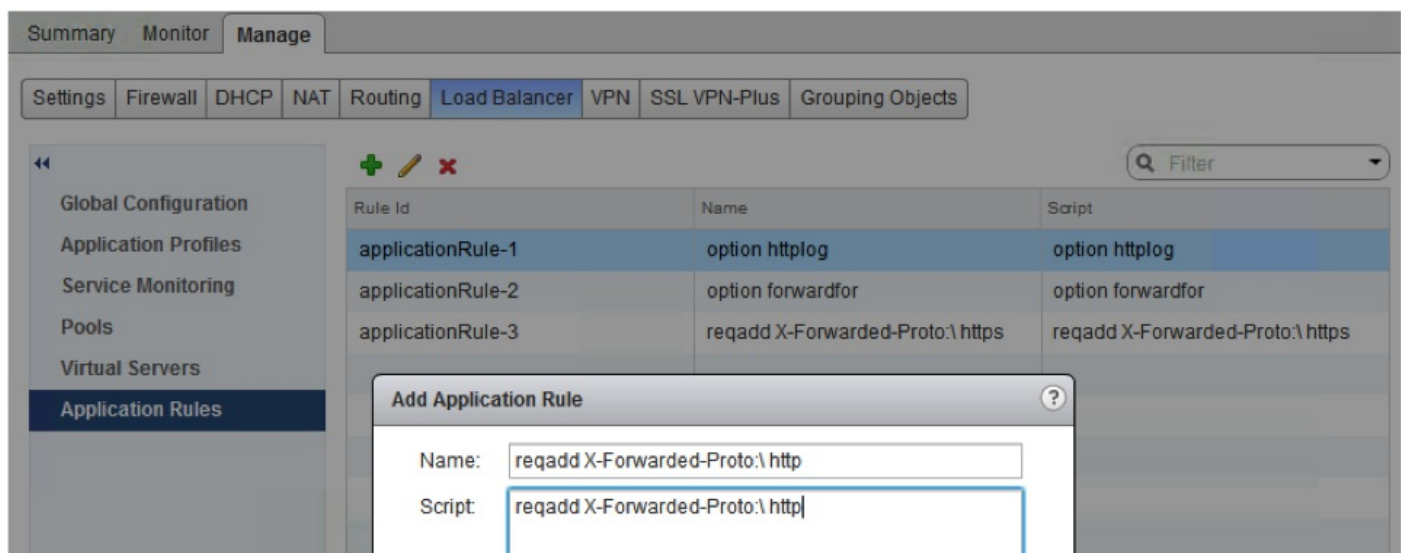 Summary Monitor Manage
Settings Firewall DHCP NAT Routing Load Balancer VPN SSL VPN-Plus Grouping Objects
Filter
Global Configuration
Application Profiles
Service Monitoring
Pools
Virtual Servers
Application Rules
Rule Id Name Script
applicationRule-1 option httplog option httplog
applicationRule-2 option forwardfor option forwardfor
applicationRule-3 reqadd X-Forwarded-Proto:\ https reqadd X-Forwarded-Proto:\ https
Add Application Rule ?
Name: reqadd X-Forwarded-Proto:\ http
Script: reqadd X-Forwarded-Proto:\ http